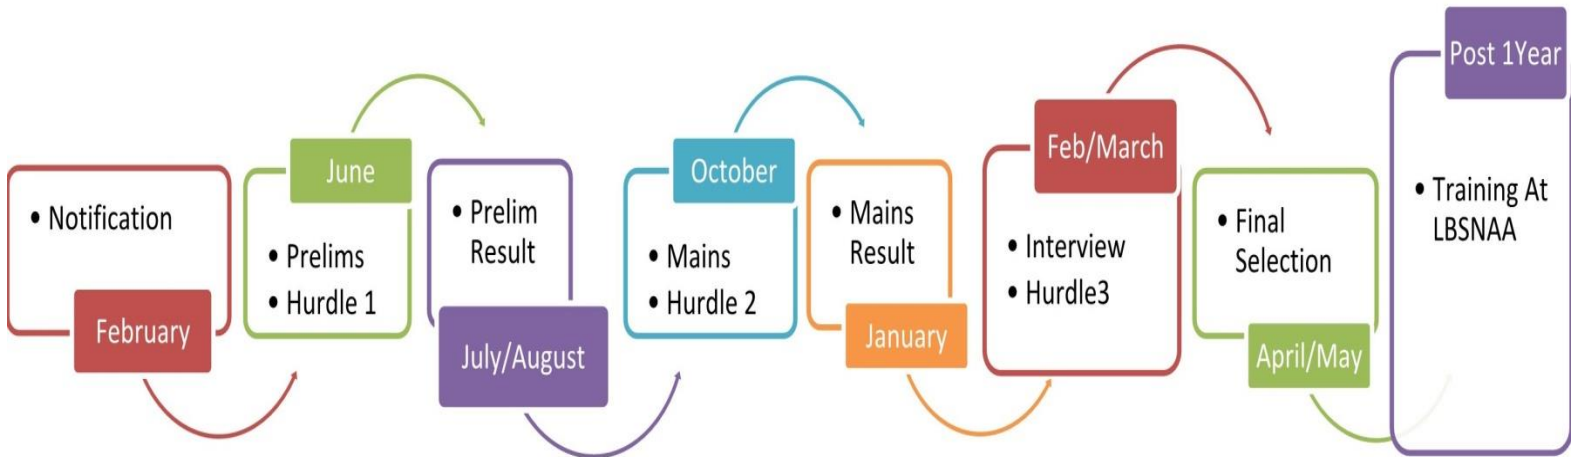 • Notification
February
June
• Prelims
• Hurdle 1
• Prelim
Result
July/August
October
• Mains
• Hurdle 2
• Mains
Result
January
Feb/March
• Interview
• Hurdle3
• Final
Selection
April/May
Post 1Year
• Training At
LBSNAA